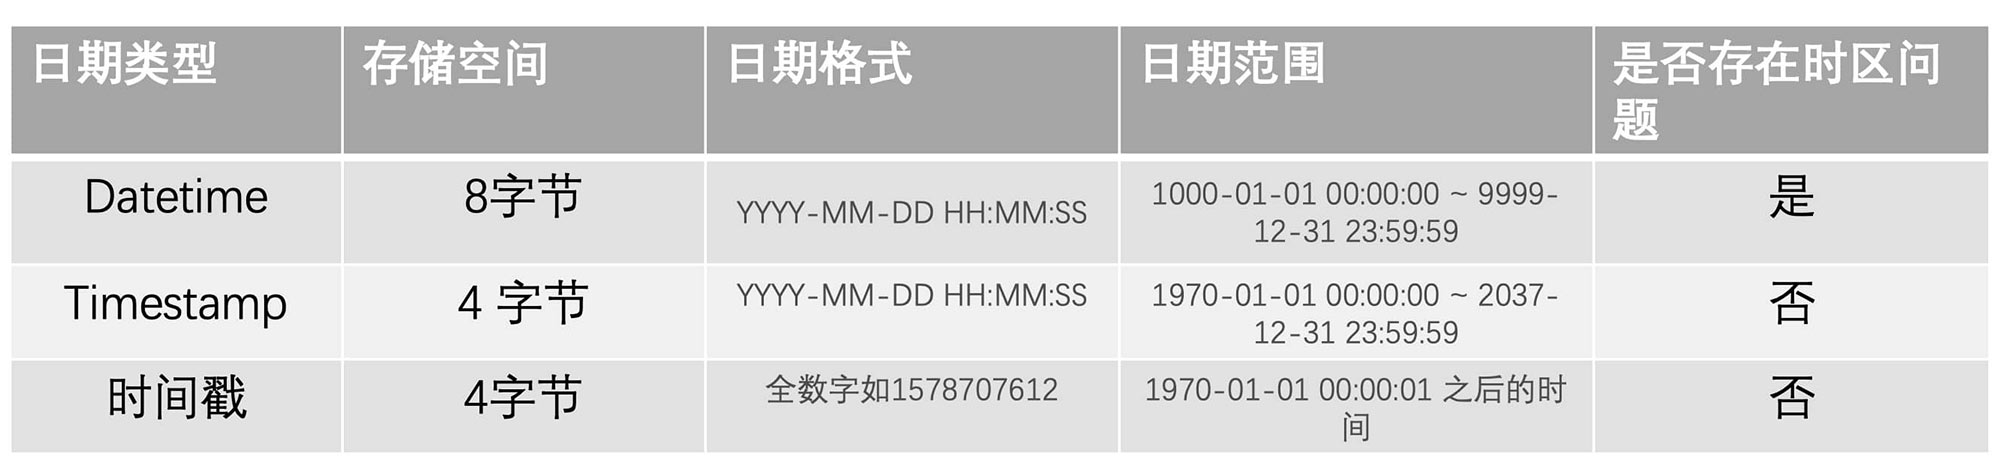 日期类型
存储空间
日期格式
日期范围
是否存在时区问
题
Datetime
8字节
YYYY-MM-DD HH:MM:SS
1000-01-01 00:00:00 ~ 9999-
12-31 23:59:59
是
Timestamp
4 字节
YYYY-MM-DD HH:MM:SS
1970-01-01 00:00:00 ~ 2037-
12-31 23:59:59
否
时间戳
4字节
全数字如1578707612
1970-01-01 00:00:01 之后的时
间
否